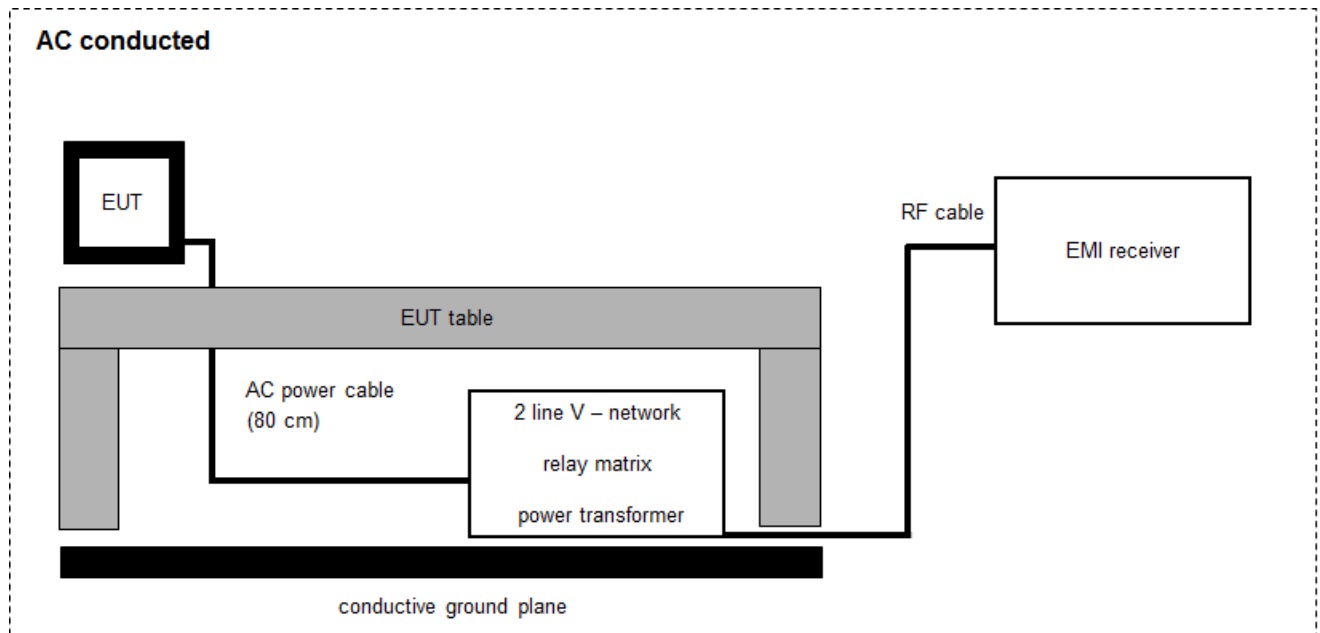 AC conducted
EUT
RF cable
EMI receiver
EUT table
AC power cable
(80 cm)
2 line V – network
relay matrix
power transformer
conductive ground plane